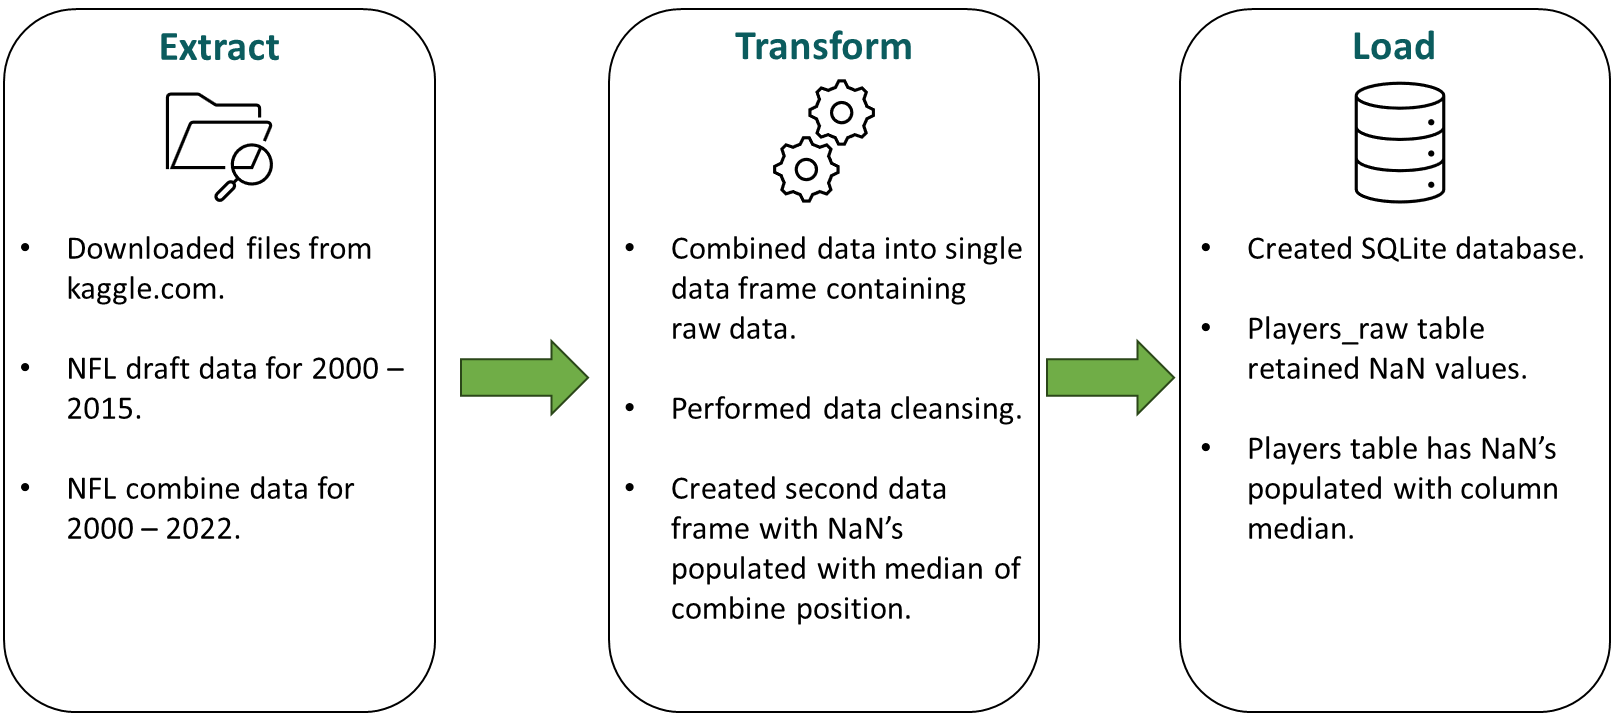 Extract
• Downloaded files from
kaggle.com.
• NFL draft data for 2000 –
2015.
• NFL combine data for
2000 – 2022.
Transform
• Combined data into single
data frame containing
raw data.
• Performed data cleansing.
• Created second data
frame with NaN’s
populated with median of
combine position.
Load
• Created SQLite database.
• Players_raw table
retained NaN values.
• Players table has NaN’s
populated with column
median.